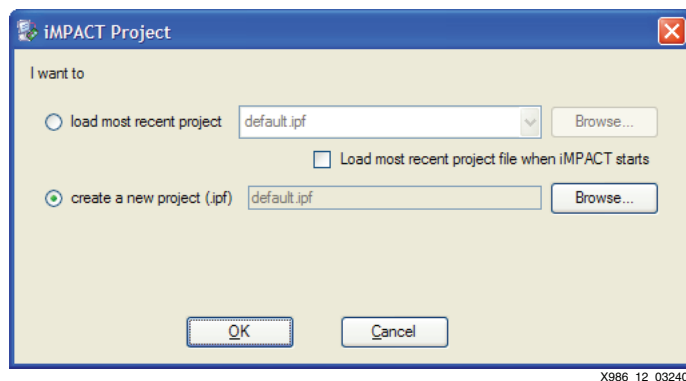 iMPACT Project
I want to
load most recent project default.ipf Browse...
Load most recent project file when iMPACT starts
create a new project (.ipf) default.ipf Browse...
OK Cancel
X986_12_03240